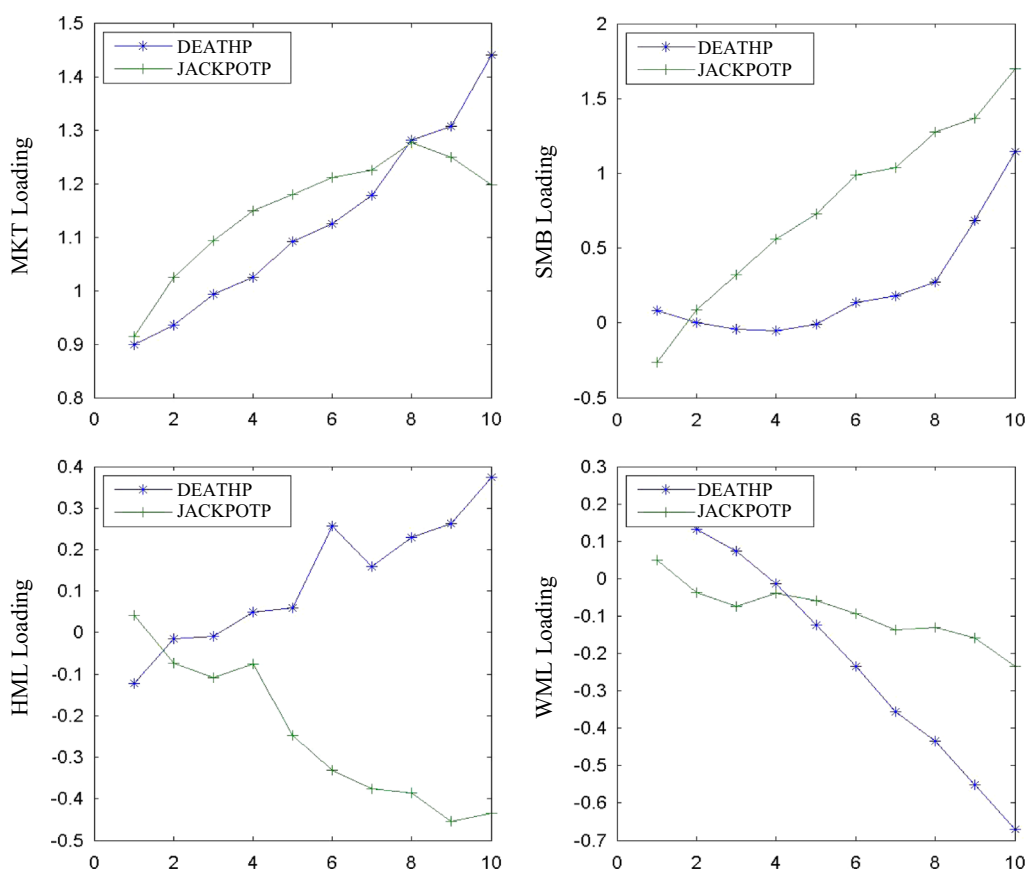 1.5
1.4
1.3
1.2
1.1
1
0.9
0.8
MKT Loading
DEATHP
JACKPOTP
0 2 4 6 8 10
2
1.5
1
0.5
0
-0.5
SMB Loading
DEATHP
JACKPOTP
0 2 4 6 8 10
0.4
0.3
0.2
0.1
0
-0.1
-0.2
-0.3
-0.4
-0.5
HML Loading
DEATHP
JACKPOTP
0 2 4 6 8 10
0.3
0.2
0.1
0
-0.1
-0.2
-0.3
-0.4
-0.5
-0.6
-0.7
WML Loading
DEATHP
JACKPOTP
0 2 4 6 8 10